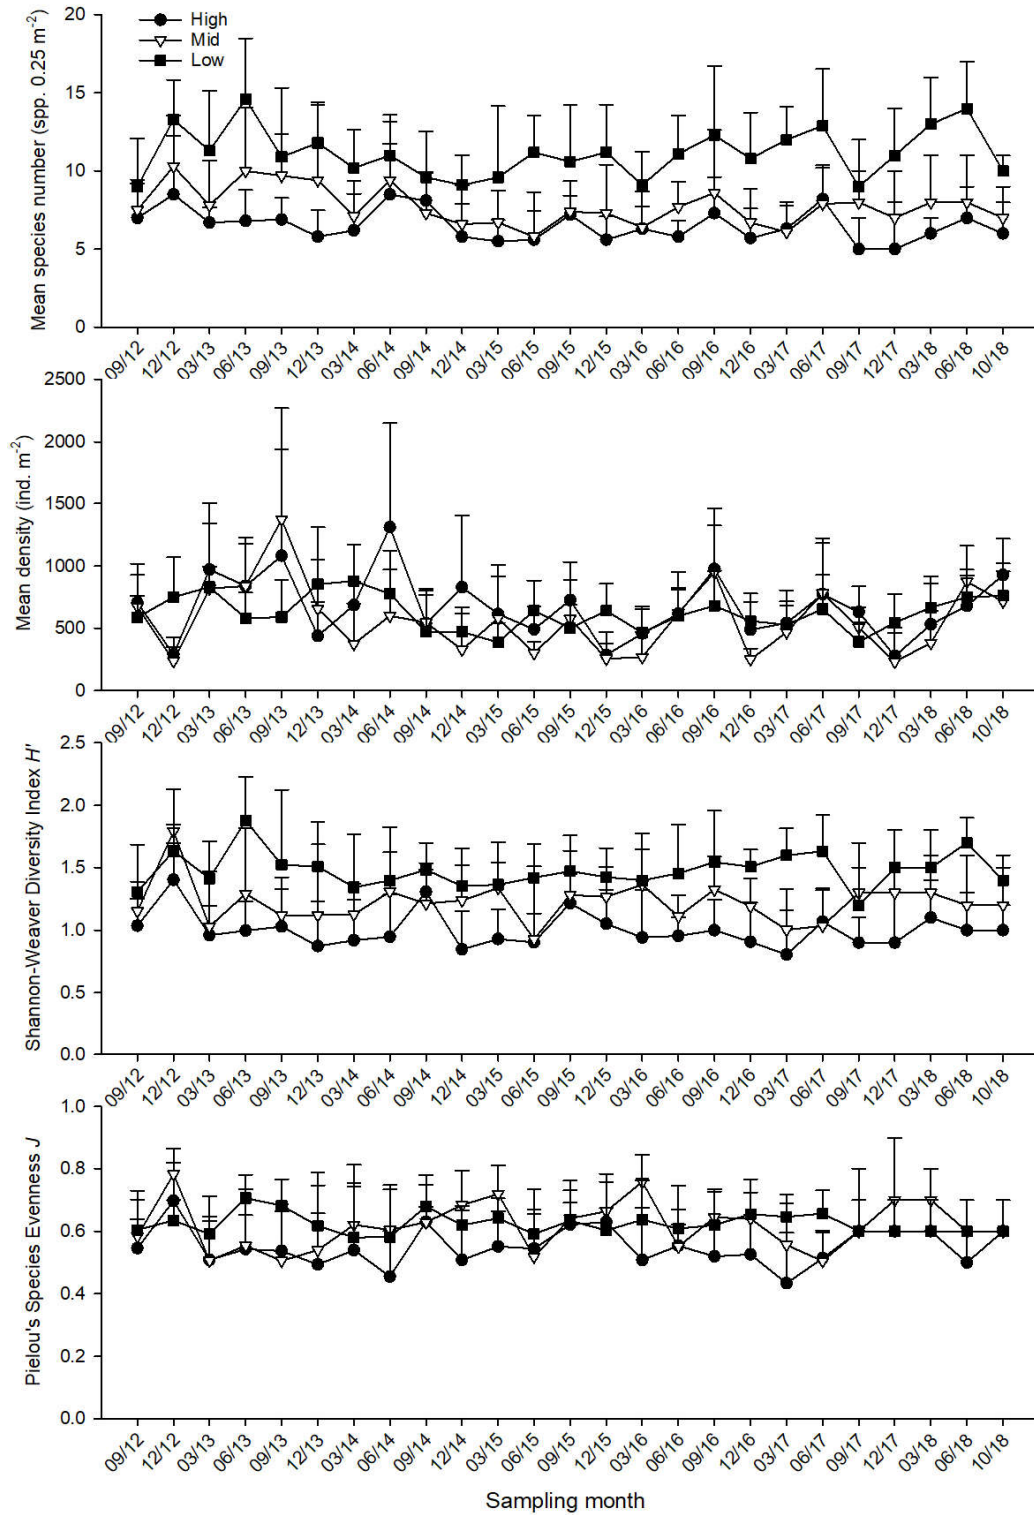 High
Mid
Low
Mean species number (spp. 0.25 m-2)
20
15
10
5
0
09/12 12/12 03/13 06/13 09/13 12/13 03/14 06/14 09/14 12/14 03/15 06/15 09/15 12/15 03/16 06/16 09/16 12/16 03/17 06/17 09/17 12/17 03/18 06/18 10/18
Mean density (ind. m-2)
2500
2000
1500
1000
500
0
09/12 12/12 03/13 06/13 09/13 12/13 03/14 06/14 09/14 12/14 03/15 06/15 09/15 12/15 03/16 06/16 09/16 12/16 03/17 06/17 09/17 12/17 03/18 06/18 10/18
Shannon-Weaver Diversity Index H'
2.5
2.0
1.5
1.0
0.5
0.0
09/12 12/12 03/13 06/13 09/13 12/13 03/14 06/14 09/14 12/14 03/15 06/15 09/15 12/15 03/16 06/16 09/16 12/16 03/17 06/17 09/17 12/17 03/18 06/18 10/18
Pielou's Species Evenness J
1.0
0.8
0.6
0.4
0.2
0.0
09/12 12/12 03/13 06/13 09/13 12/13 03/14 06/14 09/14 12/14 03/15 06/15 09/15 12/15 03/16 06/16 09/16 12/16 03/17 06/17 09/17 12/17 03/18 06/18 10/18
Sampling month